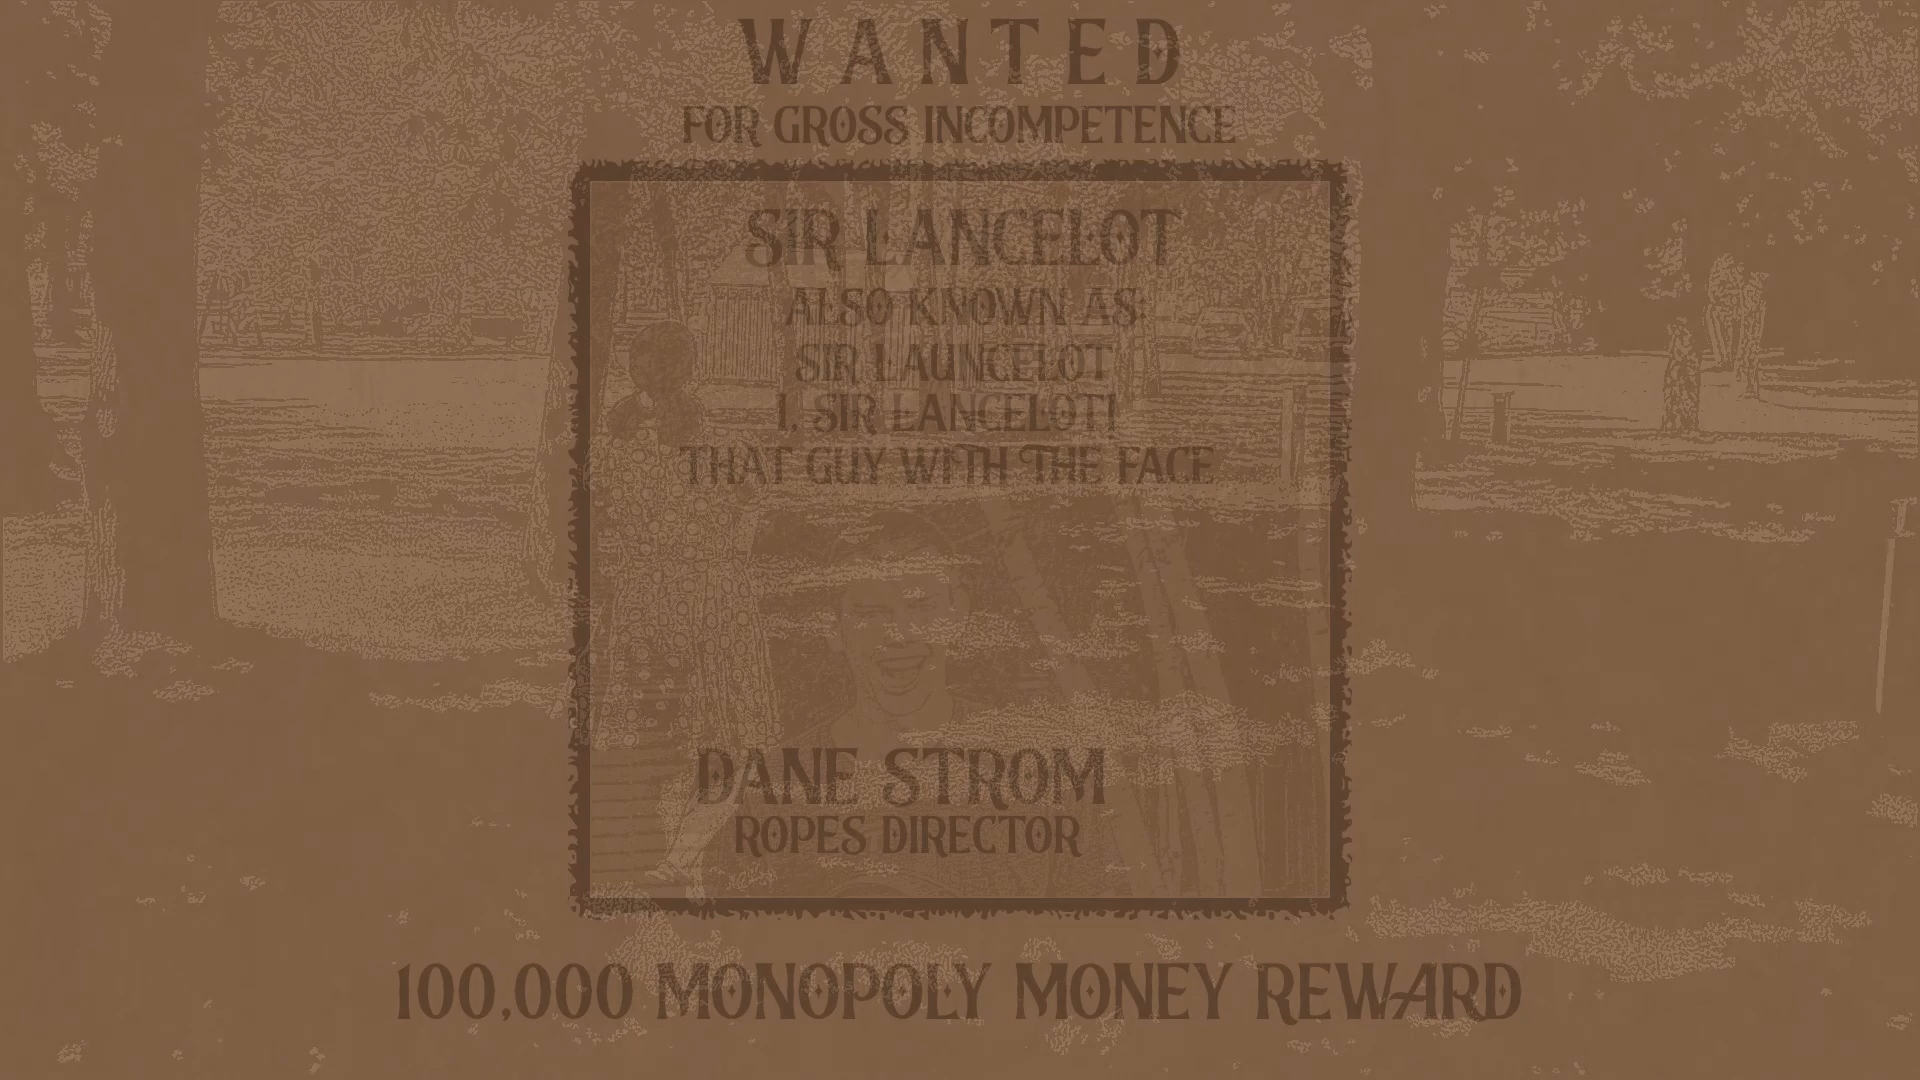 WANTED
FOR GROSS INCOMPETENCE
SIR LANCELOT
ALSO KNOWN AS:
SIR LAUNCELOT
I, SIR LANCELOT!
THAT GUY WITH THE FACE
DANE STROM
ROPES DIRECTOR
100,000 MONOPOLY MONEY REWARD